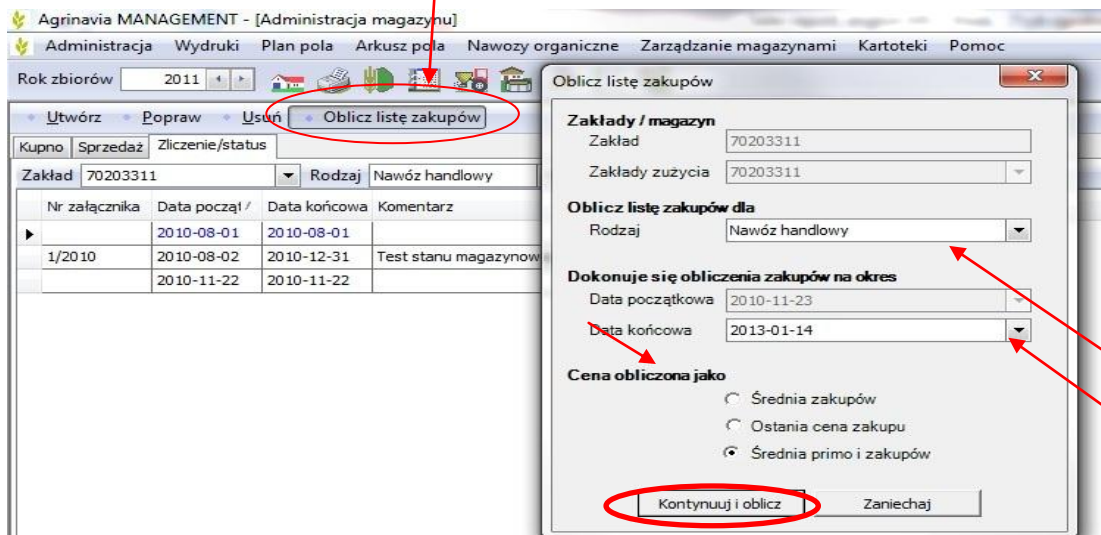 Agrinavia MANAGEMENT - [Administracja magazynu]
Administracja Wydruki Plan pola Arkusz pola Nawozy organiczne Zarządzanie magazynami Kartoteki Pomoc
Rok zbiorów 2011
Utwórz Popraw Usuń Oblicz listę zakupów
Kupno Sprzedaż Zliczenie/status
Zakład 70203311 Rodzaj Nawóz handlowy
Nr załącznika Data począt Data końcowa Komentarz
2010-08-01 2010-08-01
1/2010 2010-08-02 2010-12-31 Test stanu magazynow
2010-11-22 2010-11-22
Oblicz listę zakupów
Zakłady / magazyn
Zakład 70203311
Zakłady zużycia 70203311
Oblicz listę zakupów dla
Rodzaj Nawóz handlowy
Dokonuje się obliczenia zakupów na okres
Data początkowa 2010-11-23
Data końcowa 2013-01-14
Cena obliczona jako
Średnia zakupów
Ostania cena zakupu
Średnia primo i zakupów
Kontynuuj i oblicz Zaniechaj